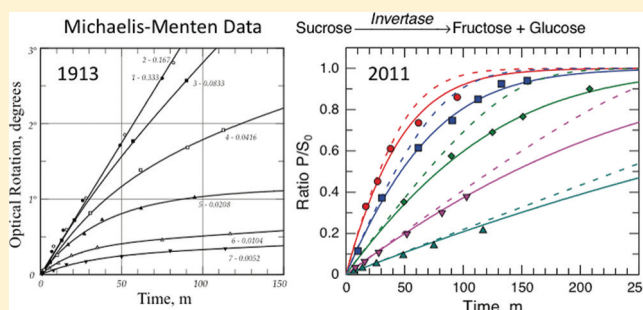 Michaelis-Menten Data
Sucrose Invertase Fructose + Glucose
1913
Optical Rotation, degrees
3°
2°
1°
0
0
50
100
150
Time, m
2 - 0.167
1 - 0.333
3 - 0.0833
4 - 0.0416
5 - 0.0208
6 - 0.0104
7 - 0.0052
2011
Ratio P/S0
1.0
0.8
0.6
0.4
0.2
0
0
50
100
150
200
25
Time, m